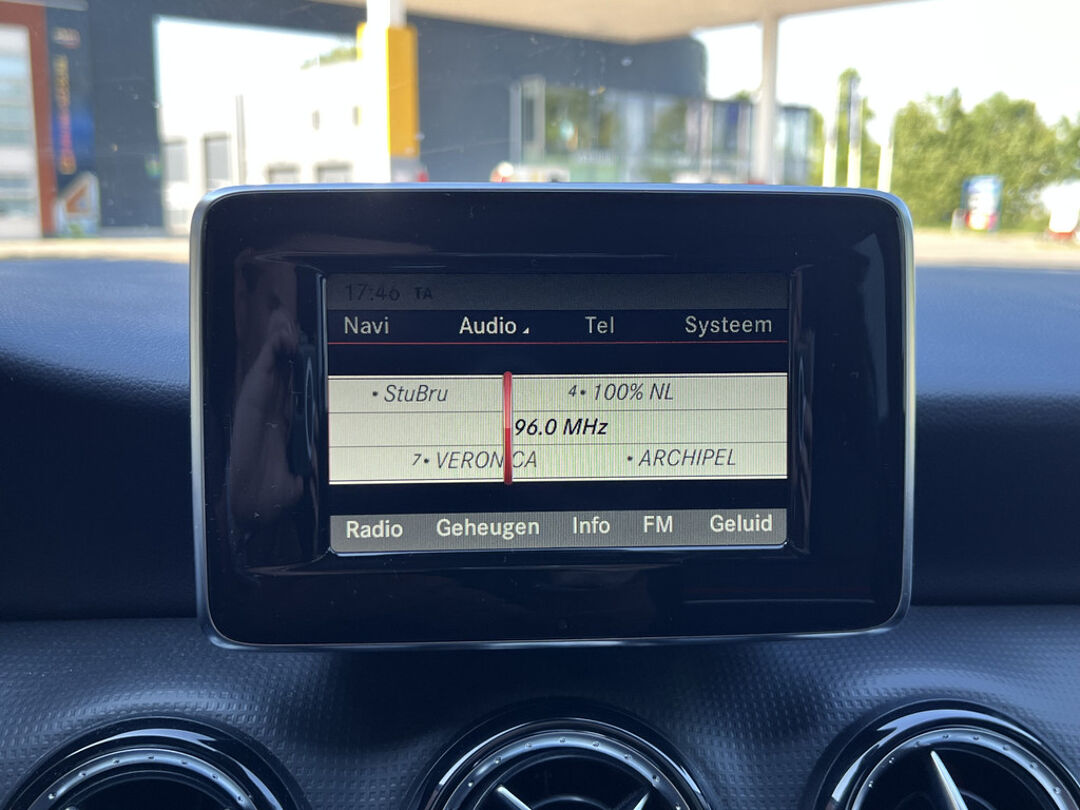 17:46 TA
Navi Audio Tel Systeem
• StuBru 4• 100% NL
96.0 MHz
7• VERONICA • ARCHIPEL
Radio Geheugen Info FM Geluid